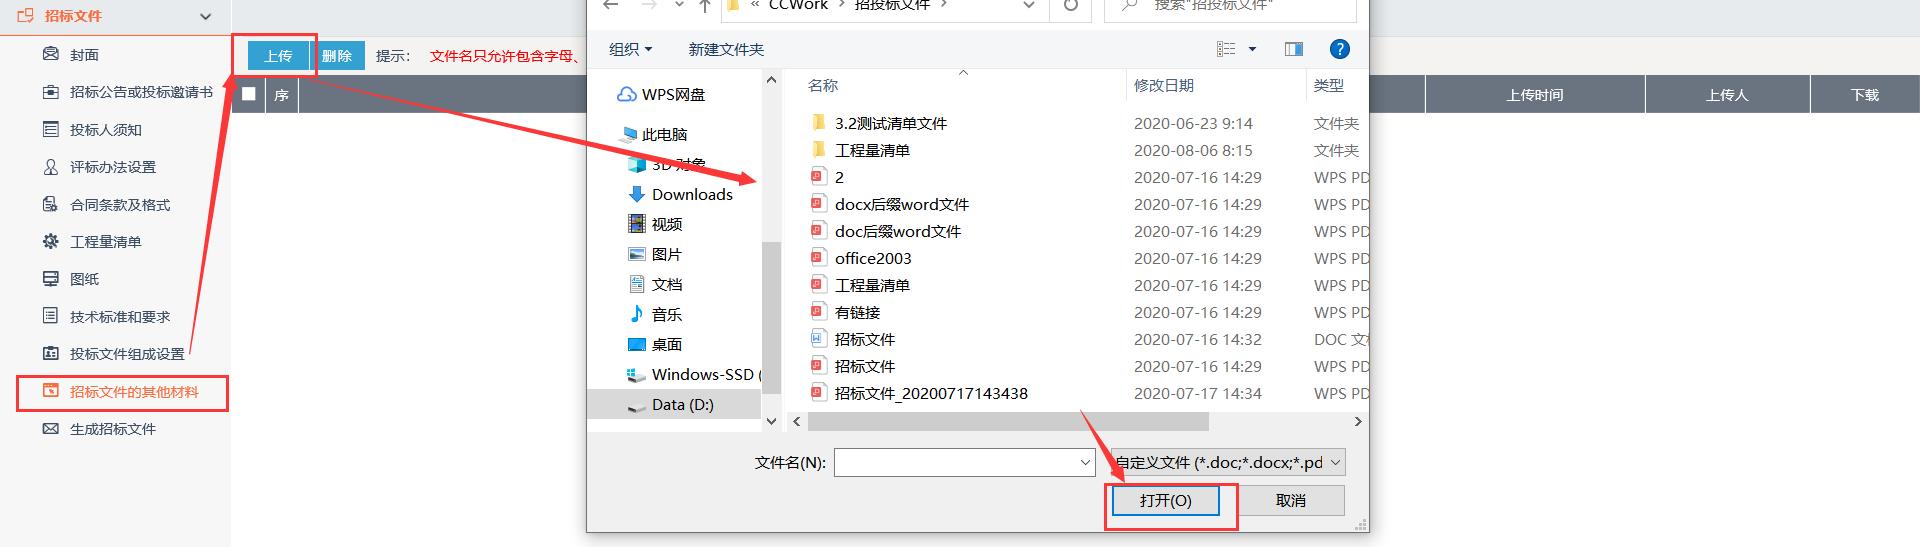 招标文件
封面
招标公告或投标邀请书
投标人须知
评标办法设置
合同条款及格式
工程量清单
图纸
技术标准和要求
投标文件组成设置
招标文件的其他材料
生成招标文件
上传 删除 提示： 文件名只允许包含字母、
序 上传时间 上传人 下载
« CCWork › 招投标文件 › 搜索"招投标文件"
组织 新建文件夹
WPS网盘
此电脑
3D 对象
Downloads
视频
图片
文档
音乐
桌面
Windows-SSD (
Data (D:)
名称 修改日期 类型
3.2测试清单文件 2020-06-23 9:14 文件夹
工程量清单 2020-08-06 8:15 文件夹
2 2020-07-16 14:29 WPS PD
docx后缀word文件 2020-07-16 14:29 WPS PD
doc后缀word文件 2020-07-16 14:29 WPS PD
office2003 2020-07-16 14:29 WPS PD
工程量清单 2020-07-16 14:29 WPS PD
有链接 2020-07-16 14:29 WPS PD
招标文件 2020-07-16 14:32 DOC 文
招标文件 2020-07-16 14:29 WPS PD
招标文件_20200717143438 2020-07-17 14:34 WPS PD
文件名(N): 自定义文件 (*.doc;*.docx;*.pd
打开(O) 取消